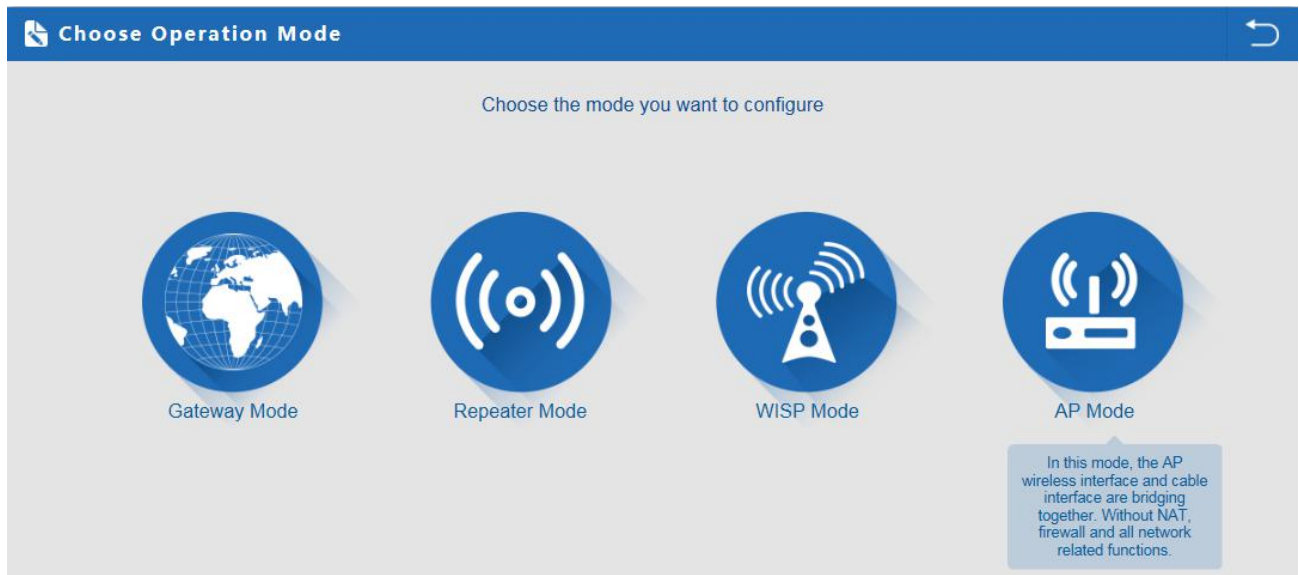 Choose Operation Mode
Choose the mode you want to configure
Gateway Mode
Repeater Mode
WISP Mode
AP Mode
In this mode, the AP
wireless interface and cable
interface are bridging
together. Without NAT,
firewall and all network
related functions.